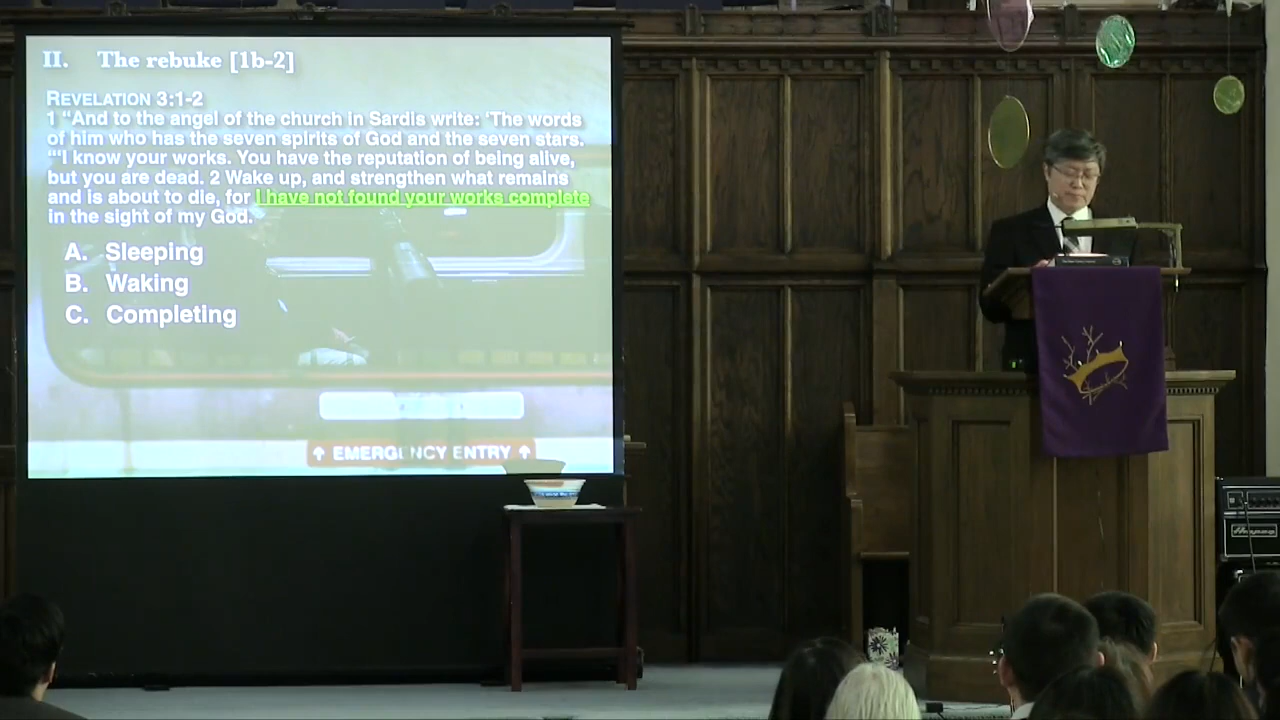 II. The rebuke [1b-2]
REVELATION 3:1-2
1 “And to the angel of the church in Sardis write: ‘The words
of him who has the seven spirits of God and the seven stars.
“‘I know your works. You have the reputation of being alive,
but you are dead. 2 Wake up, and strengthen what remains
and is about to die, for I have not found your works complete
in the sight of my God.
A. Sleeping
B. Waking
C. Completing
↑ EMERGENCY ENTRY ↑